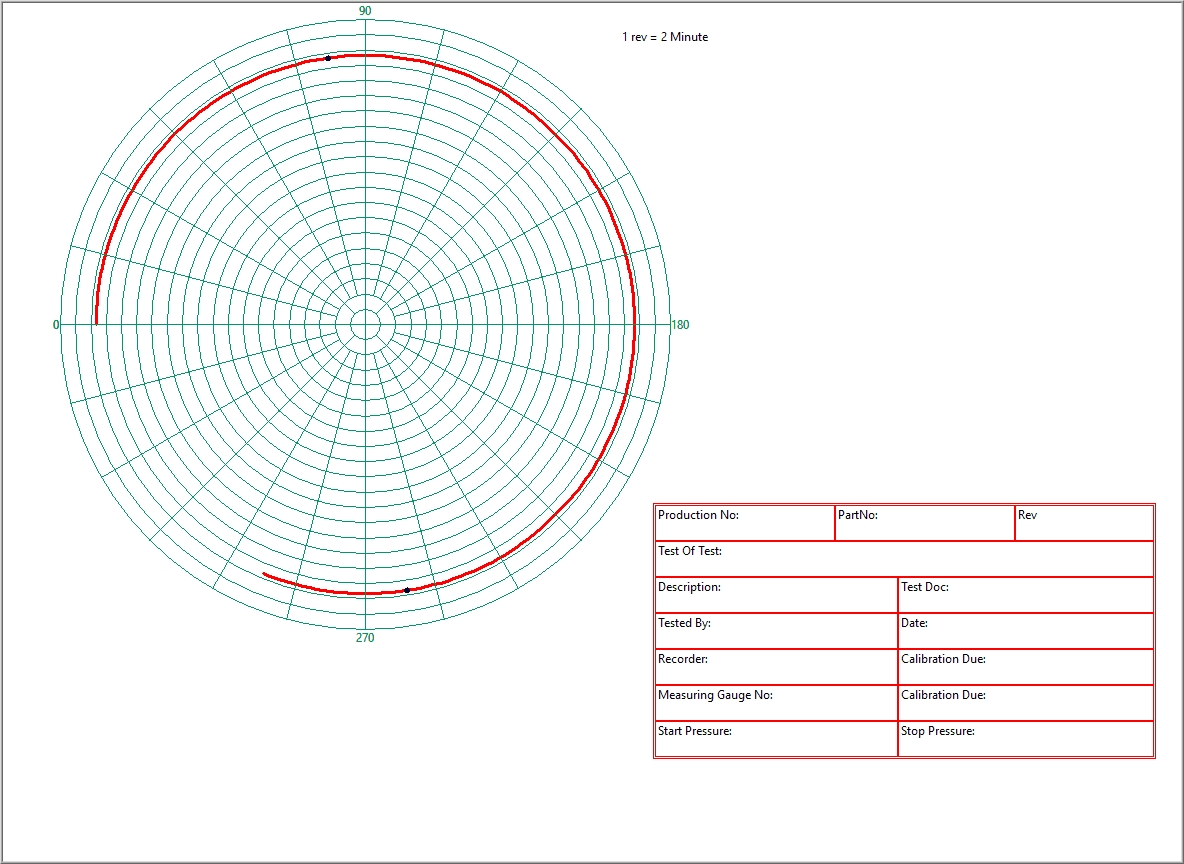 90
1 rev = 2 Minute
0
180
270
Production No: PartNo: Rev
Test Of Test:
Description: Test Doc:
Tested By: Date:
Recorder: Calibration Due:
Measuring Gauge No: Calibration Due:
Start Pressure: Stop Pressure: